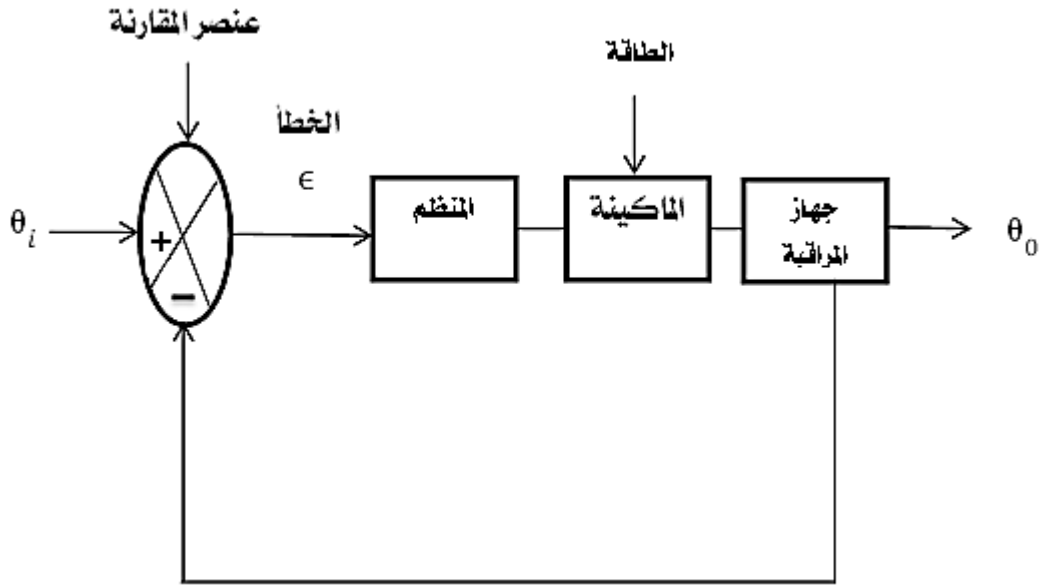 عنصر المقارنة
الطاقة
الخطأ
ϵ
المنظم
الماكينة
جهاز
المراقبة
θi
+
−
θ0